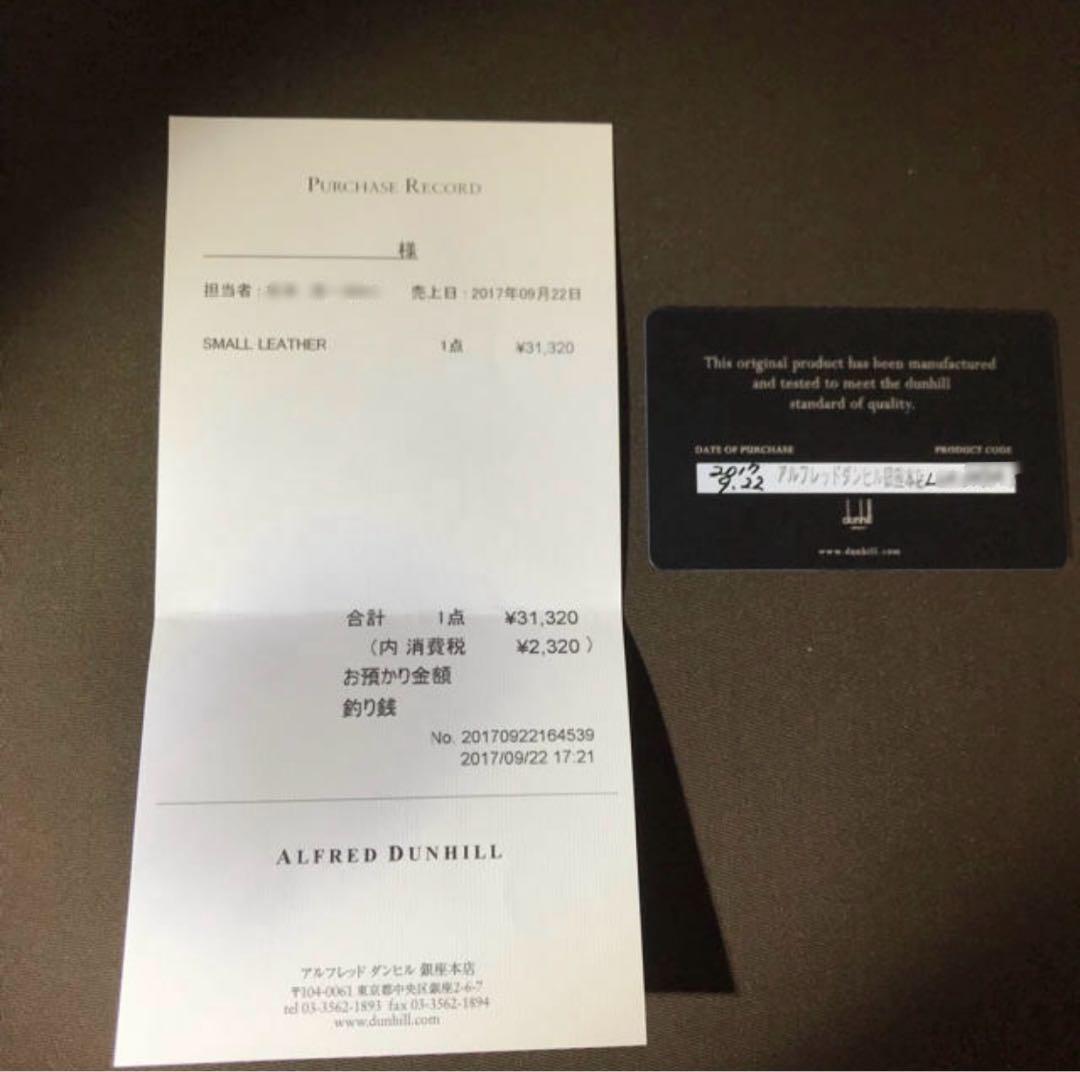 PURCHASE RECORD
様
担当者: 売上日:2017年09月22日
SMALL LEATHER 1点 ¥31,320
合計 1点 ¥31,320
(内 消費税 ¥2,320)
お預かり金額
釣り銭
No. 20170922164539
2017/09/22 17:21
ALFRED DUNHILL
アルフレッド ダンヒル 銀座本店
〒104-0061 東京都中央区銀座2-6-7
tel 03-3562-1893 fax 03-3562-1894
www.dunhill.com
This original product has been manufactured
and tested to meet the dunhill
standard of quality.
DATE OF PURCHASE PRODUCT CODE
2017
9.22 アルフレッドダンヒル銀座本店L
dunhill
www.dunhill.com